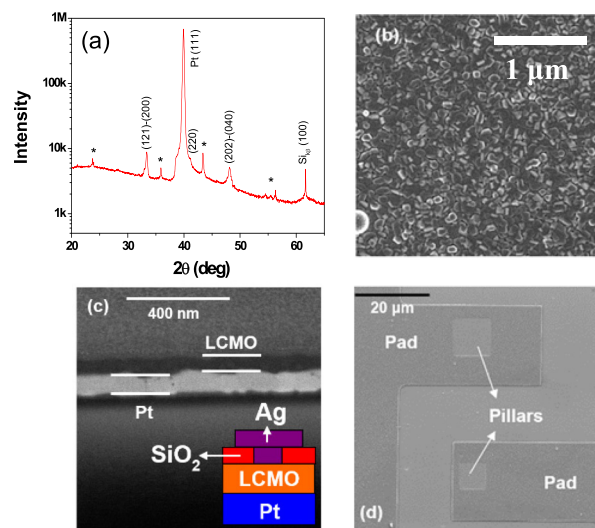 (a)
1M
100k
10k
1k
Intensity
20
30
40
50
60
2θ (deg)
*
(121)-(200)
*
Pt (111)
(220)
*
(202)-(040)
*
Si kβ (100)
(b)
1 µm
(c)
400 nm
LCMO
Pt
Ag
SiO₂
LCMO
Pt
20 µm
Pad
Pillars
Pad
(d)